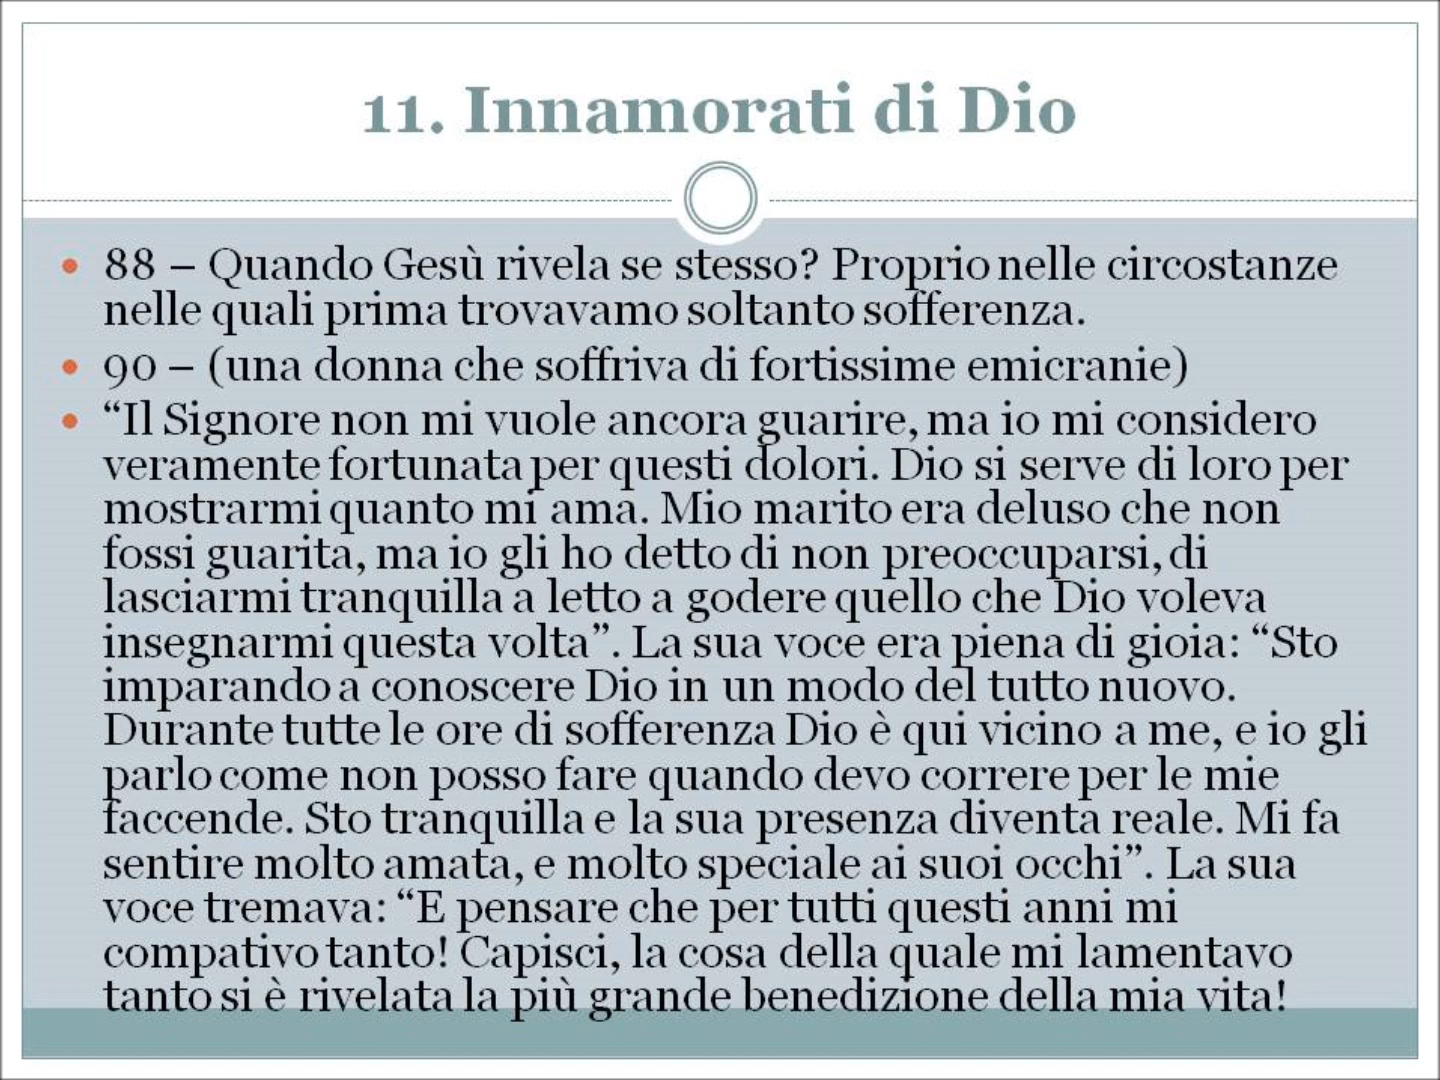 11. Innamorati di Dio
• 88 – Quando Gesù rivela se stesso? Proprio nelle circostanze
nelle quali prima trovavamo soltanto sofferenza.
• 90 – (una donna che soffriva di fortissime emicranie)
• “Il Signore non mi vuole ancora guarire, ma io mi considero
veramente fortunata per questi dolori. Dio si serve di loro per
mostrarmi quanto mi ama. Mio marito era deluso che non
fossi guarita, ma io gli ho detto di non preoccuparsi, di
lasciarmi tranquilla a letto a godere quello che Dio voleva
insegnarmi questa volta”. La sua voce era piena di gioia: “Sto
imparando a conoscere Dio in un modo del tutto nuovo.
Durante tutte le ore di sofferenza Dio è qui vicino a me, e io gli
parlo come non posso fare quando devo correre per le mie
faccende. Sto tranquilla e la sua presenza diventa reale. Mi fa
sentire molto amata, e molto speciale ai suoi occhi”. La sua
voce tremava: “E pensare che per tutti questi anni mi
compativo tanto! Capisci, la cosa della quale mi lamentavo
tanto si è rivelata la più grande benedizione della mia vita!